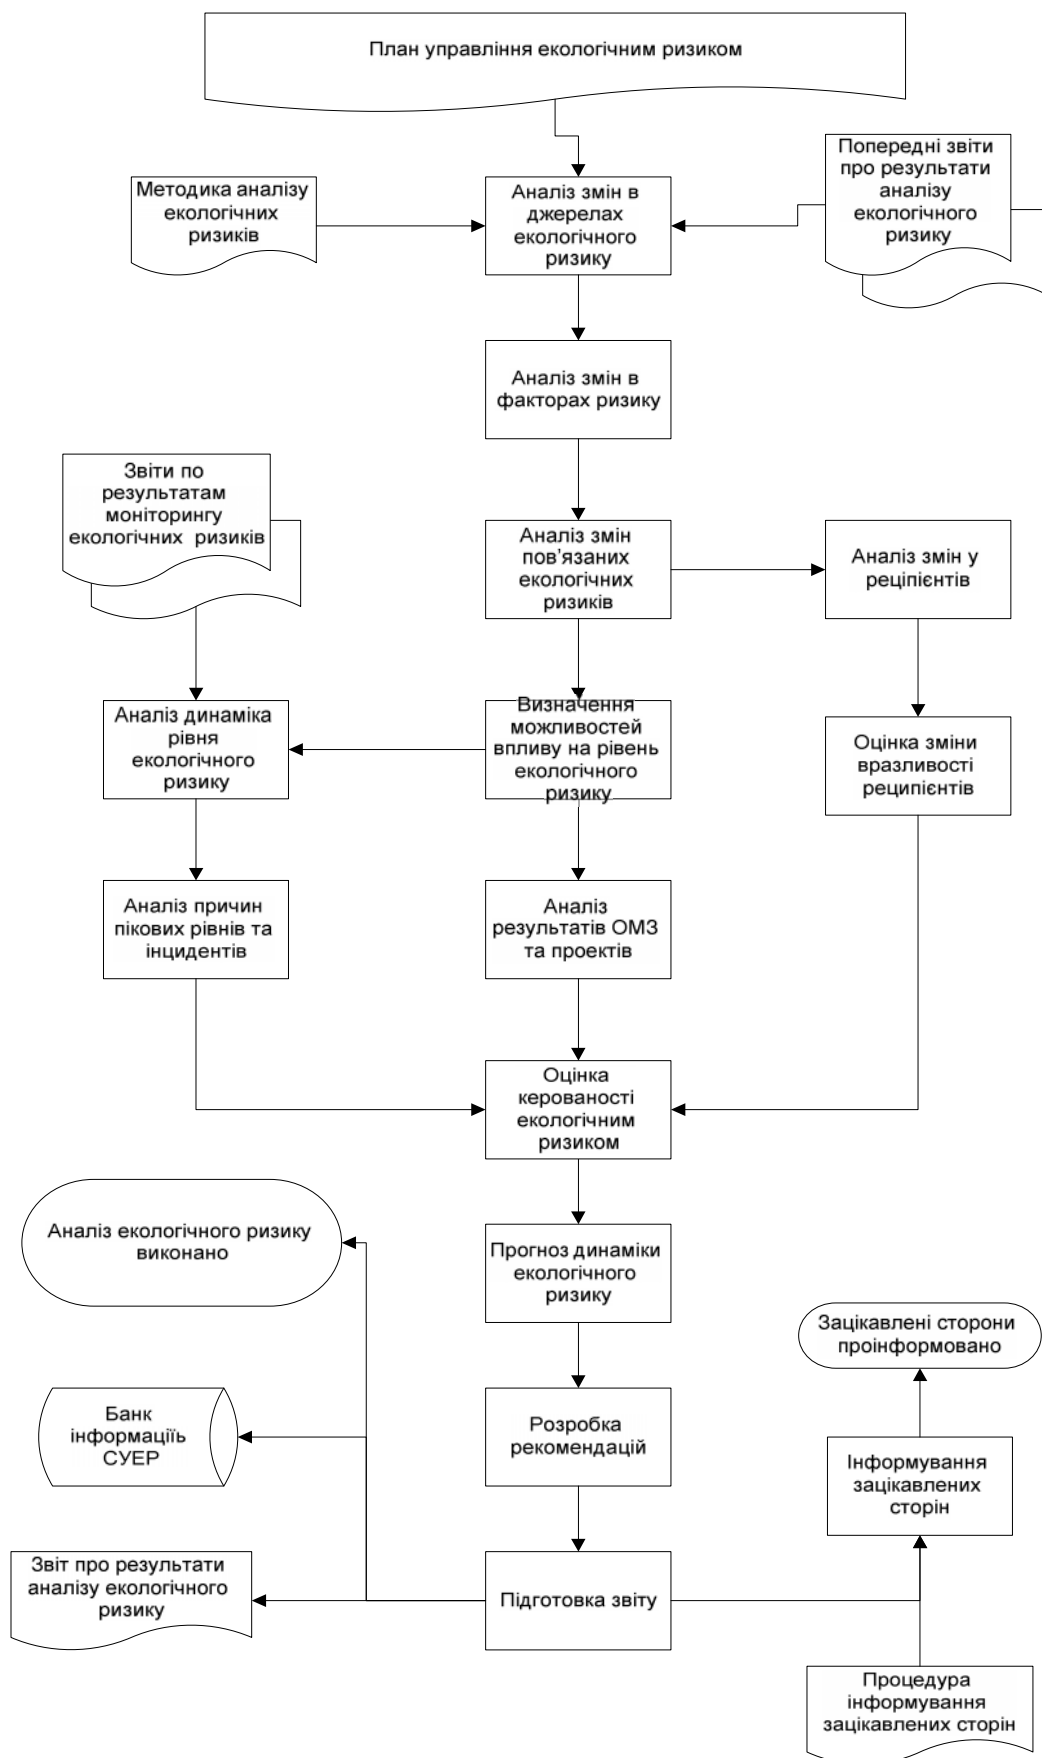 План управління екологічним ризиком
Методика аналізу
екологічних
ризиків
Аналіз змін в
джерелах
екологічного
ризику
Попередні звіти
про результати
аналізу
екологічного
ризику
Аналіз змін в
факторах ризику
Звіти по
результатам
моніторингу
екологічних ризиків
Аналіз змін
пов’язаних
екологічних
ризиків
Аналіз змін у
реціпієнтів
Аналіз динаміка
рівня
екологічного
ризику
Визначення
можливостей
впливу на рівень
екологічного
ризику
Оцінка зміни
вразливості
реципієнтів
Аналіз причин
пікових рівнів та
інцидентів
Аналіз
результатів ОМЗ
та проектів
Оцінка
керованості
екологічним
ризиком
Аналіз екологічного ризику
виконано
Прогноз динаміки
екологічного
ризику
Зацікавлені сторони
проінформовано
Банк
інформаціїь
СУЕР
Розробка
рекомендацій
Інформування
зацікавлених
сторін
Звіт про результати
аналізу екологічного
ризику
Підготовка звіту
Процедура
інформування
зацікавлених сторін